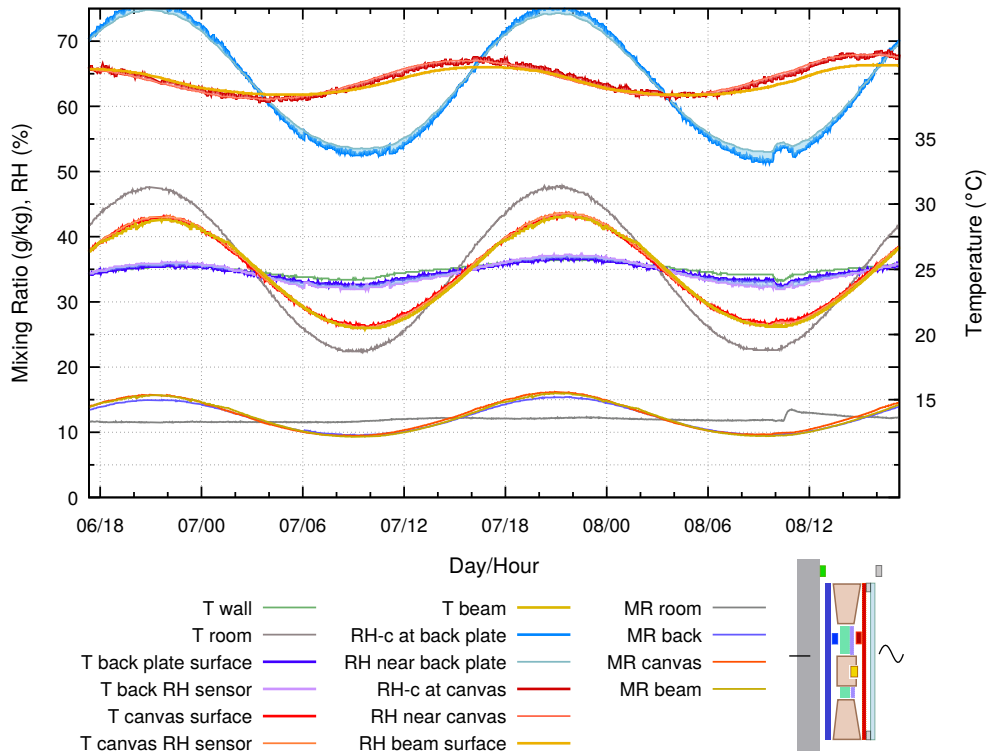 70
60
50
40
30
20
10
0
Mixing Ratio (g/kg), RH (%)
35
30
25
20
15
Temperature (°C)
06/18 07/00 07/06 07/12 07/18 08/00 08/06 08/12
Day/Hour
T wall T beam MR room
T room RH-c at back plate MR back
T back plate surface RH near back plate MR canvas
T back RH sensor RH-c at canvas MR beam
T canvas surface RH near canvas
T canvas RH sensor RH beam surface